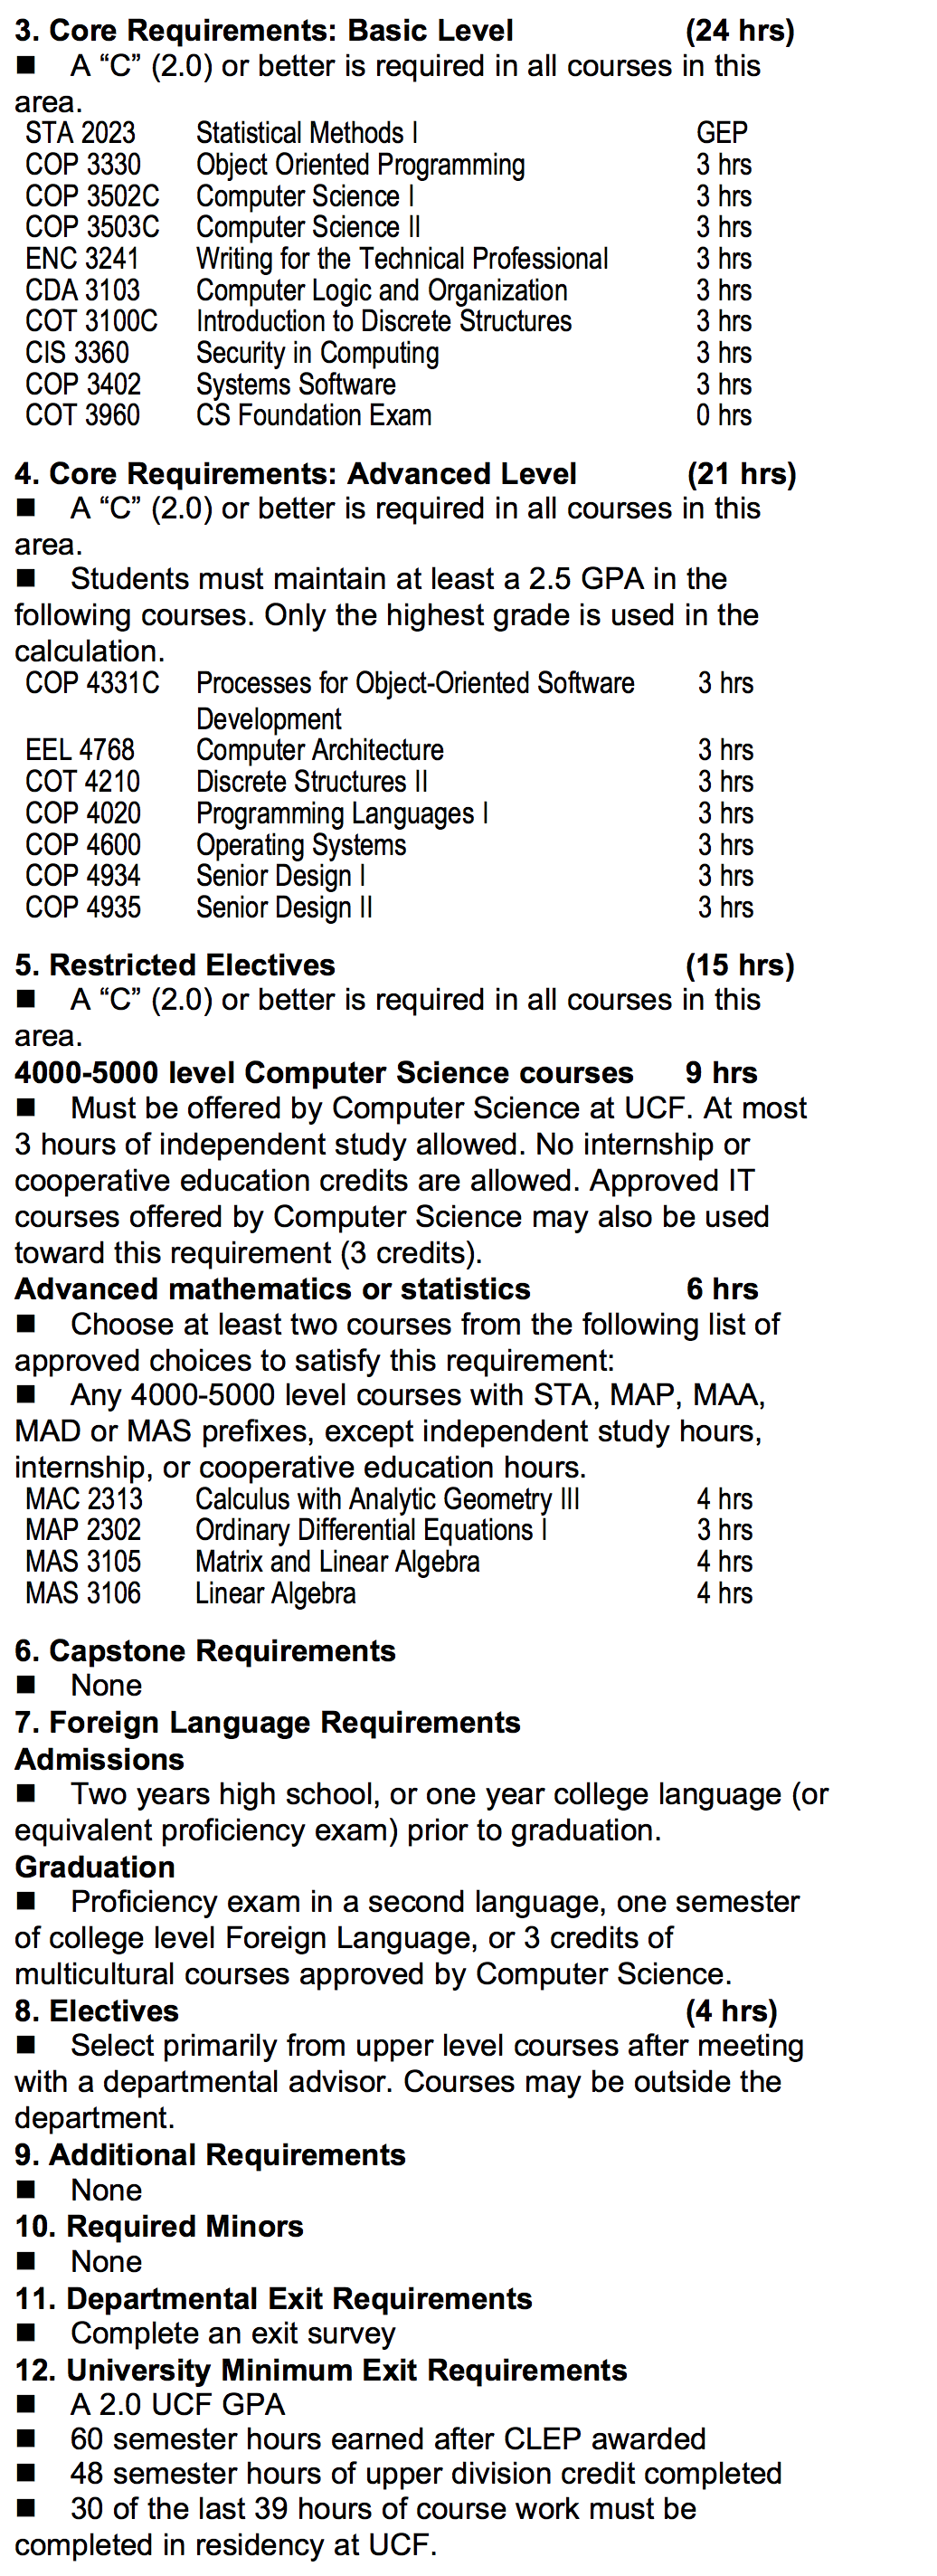 3. Core Requirements: Basic Level (24 hrs)
■ A “C” (2.0) or better is required in all courses in this
area.
STA 2023 Statistical Methods I GEP
COP 3330 Object Oriented Programming 3 hrs
COP 3502C Computer Science I 3 hrs
COP 3503C Computer Science II 3 hrs
ENC 3241 Writing for the Technical Professional 3 hrs
CDA 3103 Computer Logic and Organization 3 hrs
COT 3100C Introduction to Discrete Structures 3 hrs
CIS 3360 Security in Computing 3 hrs
COP 3402 Systems Software 3 hrs
COT 3960 CS Foundation Exam 0 hrs
4. Core Requirements: Advanced Level (21 hrs)
■ A “C” (2.0) or better is required in all courses in this
area.
■ Students must maintain at least a 2.5 GPA in the
following courses. Only the highest grade is used in the
calculation.
COP 4331C Processes for Object-Oriented Software 3 hrs
Development
EEL 4768 Computer Architecture 3 hrs
COT 4210 Discrete Structures II 3 hrs
COP 4020 Programming Languages I 3 hrs
COP 4600 Operating Systems 3 hrs
COP 4934 Senior Design I 3 hrs
COP 4935 Senior Design II 3 hrs
5. Restricted Electives (15 hrs)
■ A “C” (2.0) or better is required in all courses in this
area.
4000-5000 level Computer Science courses 9 hrs
■ Must be offered by Computer Science at UCF. At most
3 hours of independent study allowed. No internship or
cooperative education credits are allowed. Approved IT
courses offered by Computer Science may also be used
toward this requirement (3 credits).
Advanced mathematics or statistics 6 hrs
■ Choose at least two courses from the following list of
approved choices to satisfy this requirement:
■ Any 4000-5000 level courses with STA, MAP, MAA,
MAD or MAS prefixes, except independent study hours,
internship, or cooperative education hours.
MAC 2313 Calculus with Analytic Geometry III 4 hrs
MAP 2302 Ordinary Differential Equations I 3 hrs
MAS 3105 Matrix and Linear Algebra 4 hrs
MAS 3106 Linear Algebra 4 hrs
6. Capstone Requirements
■ None
7. Foreign Language Requirements
Admissions
■ Two years high school, or one year college language (or
equivalent proficiency exam) prior to graduation.
Graduation
■ Proficiency exam in a second language, one semester
of college level Foreign Language, or 3 credits of
multicultural courses approved by Computer Science.
8. Electives (4 hrs)
■ Select primarily from upper level courses after meeting
with a departmental advisor. Courses may be outside the
department.
9. Additional Requirements
■ None
10. Required Minors
■ None
11. Departmental Exit Requirements
■ Complete an exit survey
12. University Minimum Exit Requirements
■ A 2.0 UCF GPA
■ 60 semester hours earned after CLEP awarded
■ 48 semester hours of upper division credit completed
■ 30 of the last 39 hours of course work must be
completed in residency at UCF.